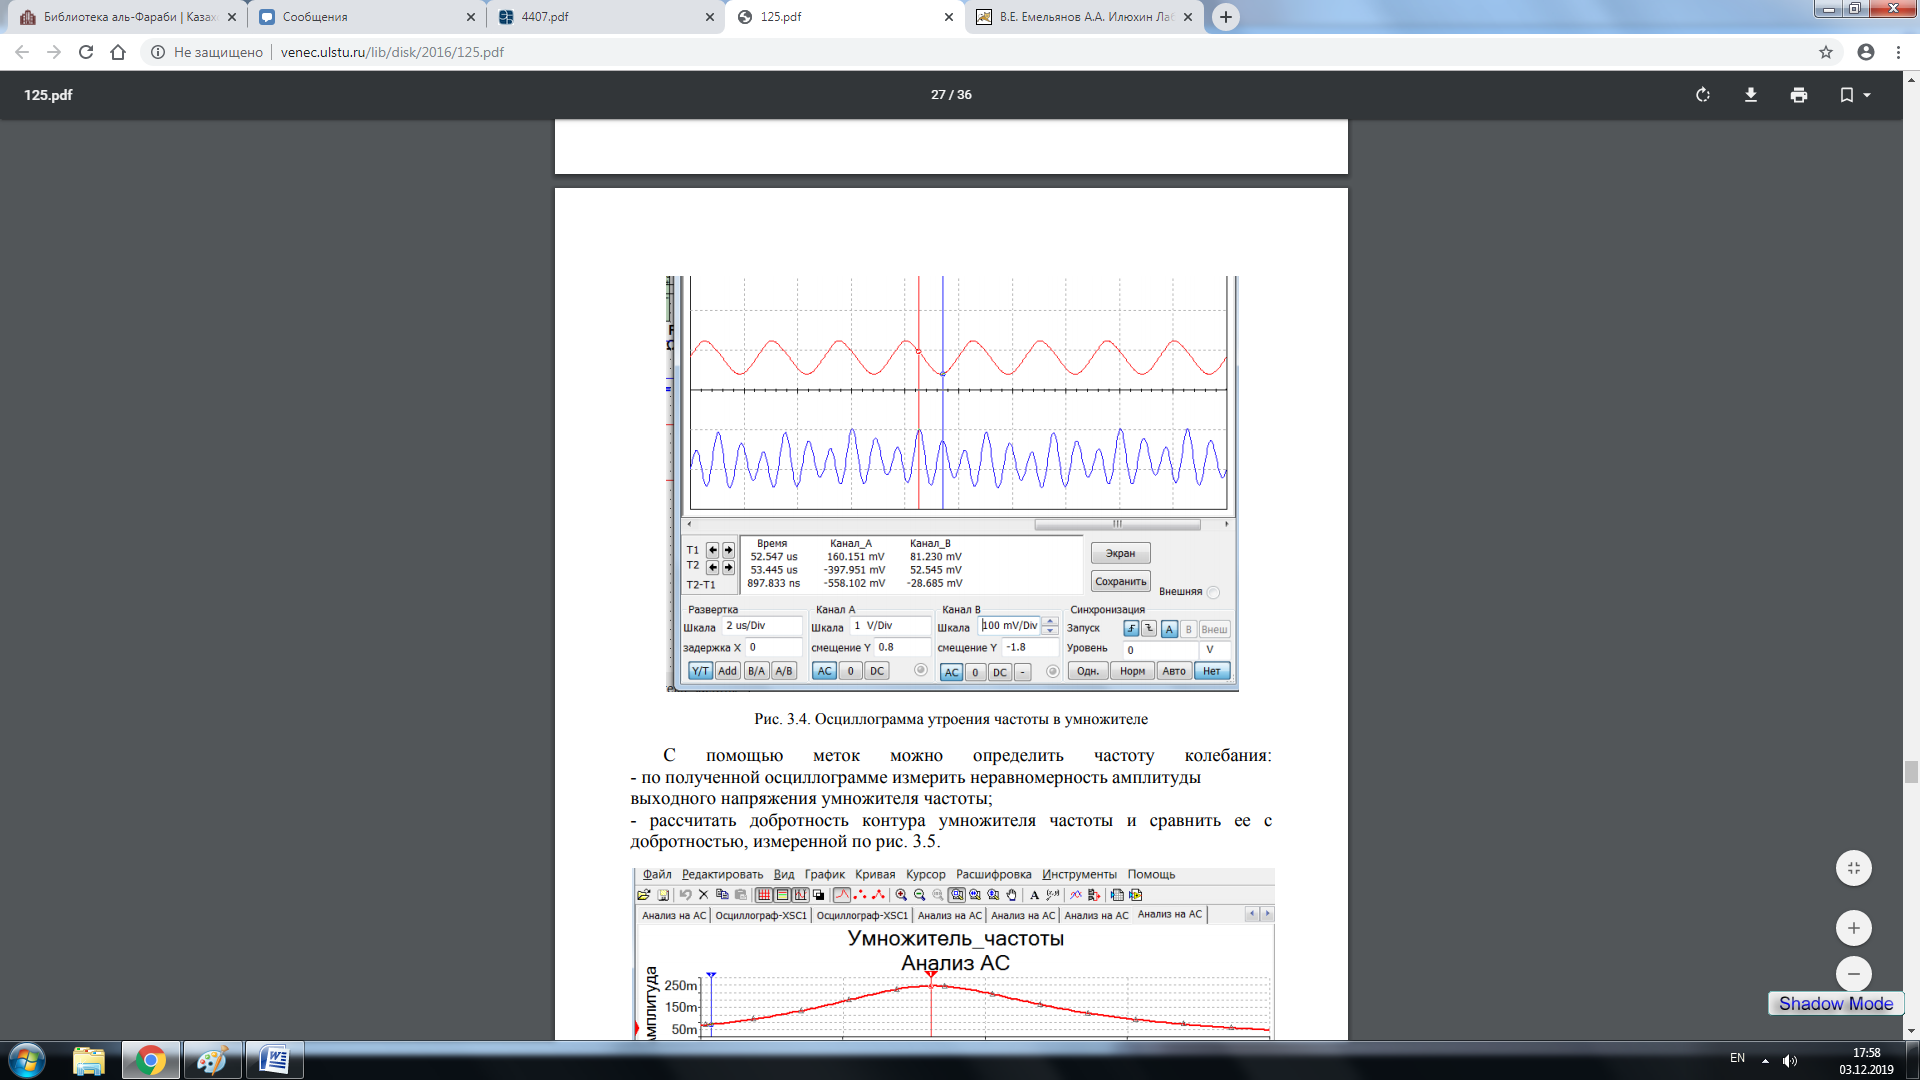 Библиотека аль-Фараби | Казах
Сообщения
4407.pdf
125.pdf
В.Е. Емельянов А.А. Илюхин Лаб
Не защищено
venec.ulstu.ru/lib/disk/2016/125.pdf
125.pdf
27 / 36
T1
T2
T2-T1
Время Канал_A Канал_B
52.547 us 160.151 mV 81.230 mV
53.445 us -397.951 mV 52.545 mV
897.833 ns -558.102 mV -28.685 mV
Экран
Сохранить
Внешняя
Развертка
Шкала 2 us/Div
задержка X 0
Y/T Add B/A A/B
Канал A
Шкала 1 V/Div
смещение Y 0.8
AC 0 DC
Канал B
Шкала 100 mV/Div
смещение Y -1.8
AC 0 DC -
Синхронизация
Запуск A B Внеш
Уровень 0 V
Одн. Норм Авто Нет
Рис. 3.4. Осциллограмма утроения частоты в умножителе
С помощью меток можно определить частоту колебания:
- по полученной осциллограмме измерить неравномерность амплитуды
выходного напряжения умножителя частоты;
- рассчитать добротность контура умножителя частоты и сравнить ее с
добротностью, измеренной по рис. 3.5.
Файл Редактировать Вид График Кривая Курсор Расшифровка Инструменты Помощь
Анализ на AC Осциллограф-XSC1 Осциллограф-XSC1 Анализ на AC Анализ на AC Анализ на AC Анализ на AC
Умножитель_частоты
Анализ AC
250m
150m
50m
Shadow Mode
EN
17:58
03.12.2019